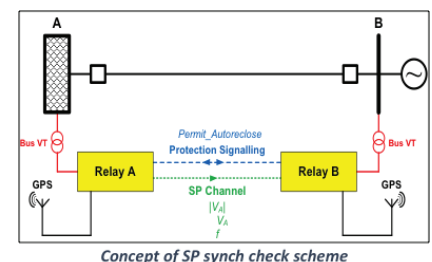 A
B
Bus VT
Bus VT
Permit_Autoreclose
Protection Signalling
Relay A
Relay B
SP Channel
GPS
GPS
|VA|
VA
f
Concept of SP synch check scheme